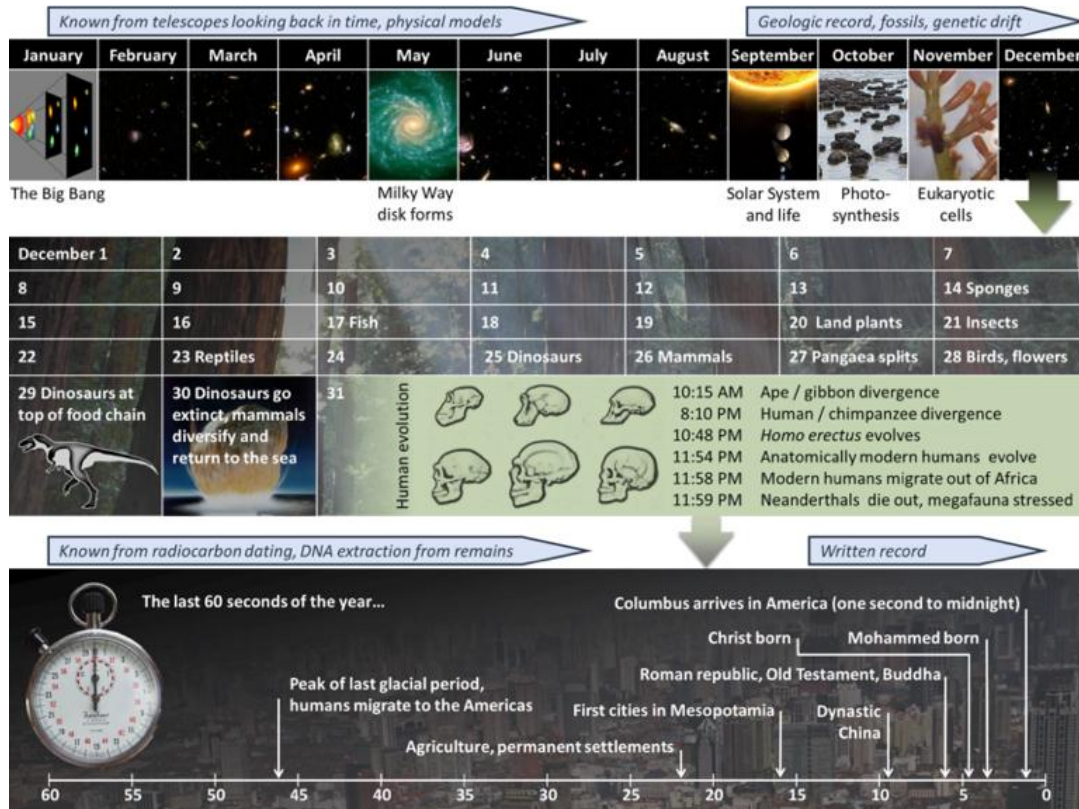 Known from telescopes looking back in time, physical models
Geologic record, fossils, genetic drift
January February March April May June July August September October November December
The Big Bang
Milky Way
disk forms
Solar System
and life
Photo-
synthesis
Eukaryotic
cells
December 1 2 3 4 5 6 7
8 9 10 11 12 13 14 Sponges
15 16 17 Fish 18 19 20 Land plants 21 Insects
22 23 Reptiles 24 25 Dinosaurs 26 Mammals 27 Pangaea splits 28 Birds, flowers
29 Dinosaurs at
top of food chain
30 Dinosaurs go
extinct, mammals
diversify and
return to the sea
31
Human evolution
10:15 AM Ape / gibbon divergence
8:10 PM Human / chimpanzee divergence
10:48 PM Homo erectus evolves
11:54 PM Anatomically modern humans evolve
11:58 PM Modern humans migrate out of Africa
11:59 PM Neanderthals die out, megafauna stressed
Known from radiocarbon dating, DNA extraction from remains
Written record
The last 60 seconds of the year...
Columbus arrives in America (one second to midnight)
Christ born
Mohammed born
Roman republic, Old Testament, Buddha
Peak of last glacial period,
humans migrate to the Americas
First cities in Mesopotamia
Dynastic
China
Agriculture, permanent settlements
60 55 50 45 40 35 30 25 20 15 10 5 0